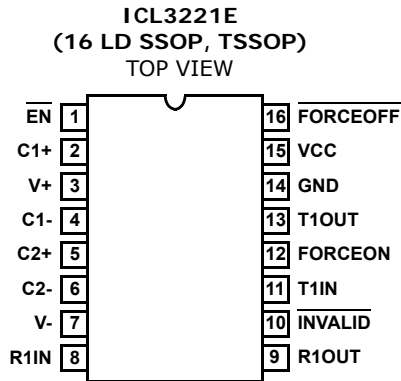 ICL3221E
(16 LD SSOP, TSSOP)
TOP VIEW
EN 1 16 FORCEOFF
C1+ 2 15 VCC
V+ 3 14 GND
C1- 4 13 T1OUT
C2+ 5 12 FORCEON
C2- 6 11 T1IN
V- 7 10 INVALID
R1IN 8 9 R1OUT